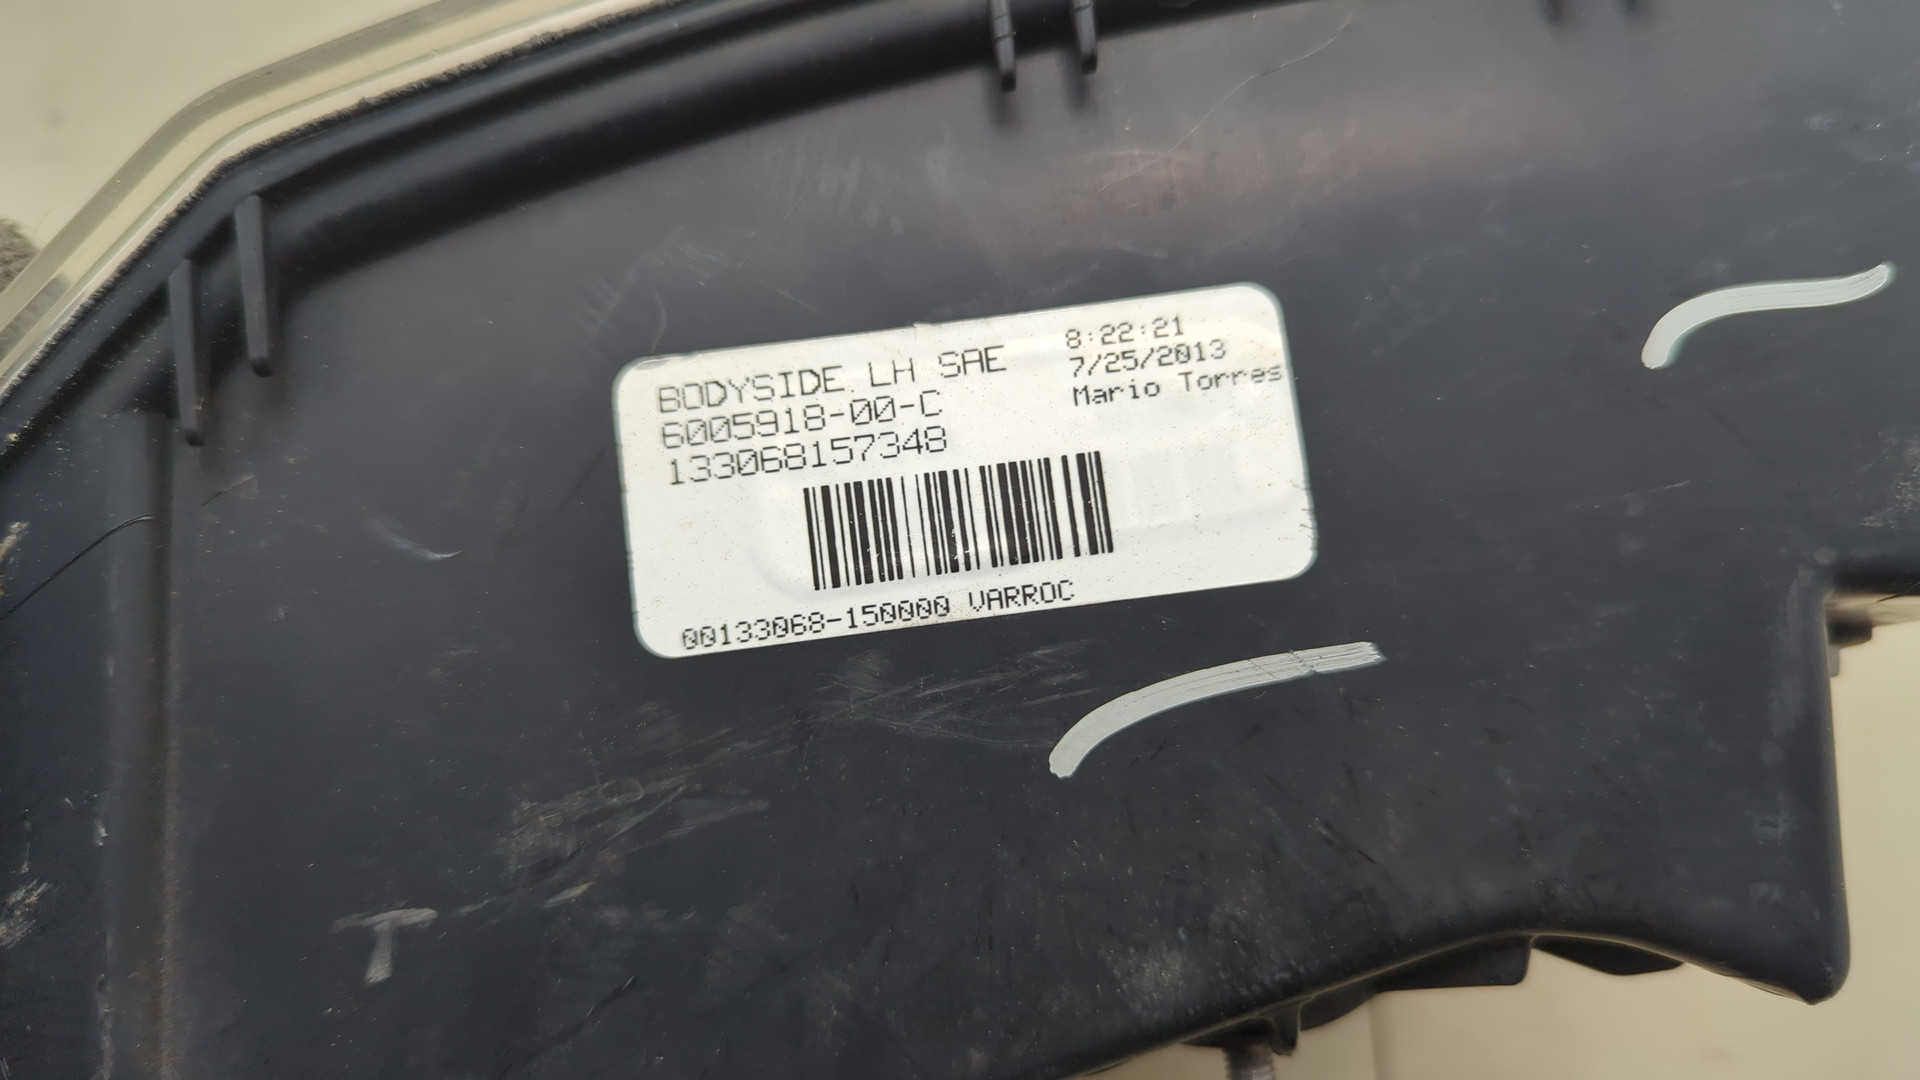 BODYSIDE LH SAE
6005918-00-C
133068157348
8:22:21
7/25/2013
Mario Torres
00133068-150000 VARROC